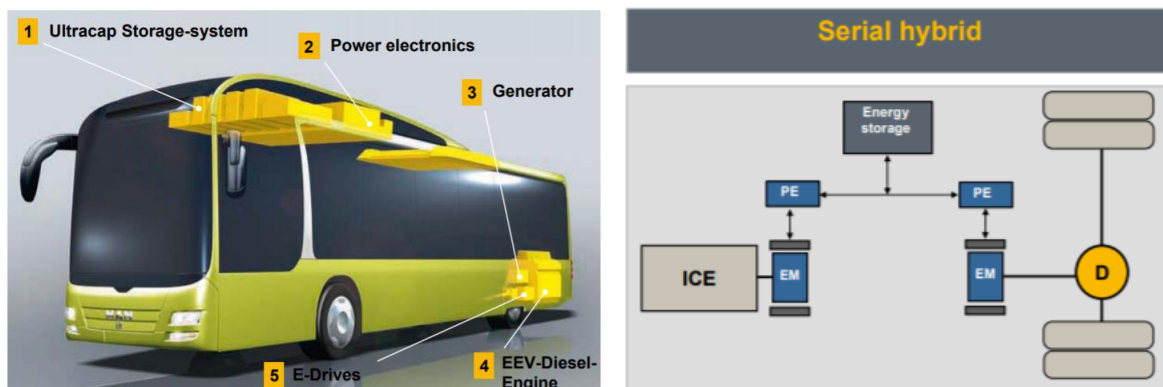 1 Ultracap Storage-system
2 Power electronics
3 Generator
MAN
5 E-Drives
4 EEV-Diesel-
Engine
Serial hybrid
Energy
storage
PE
PE
ICE
EM
EM
D